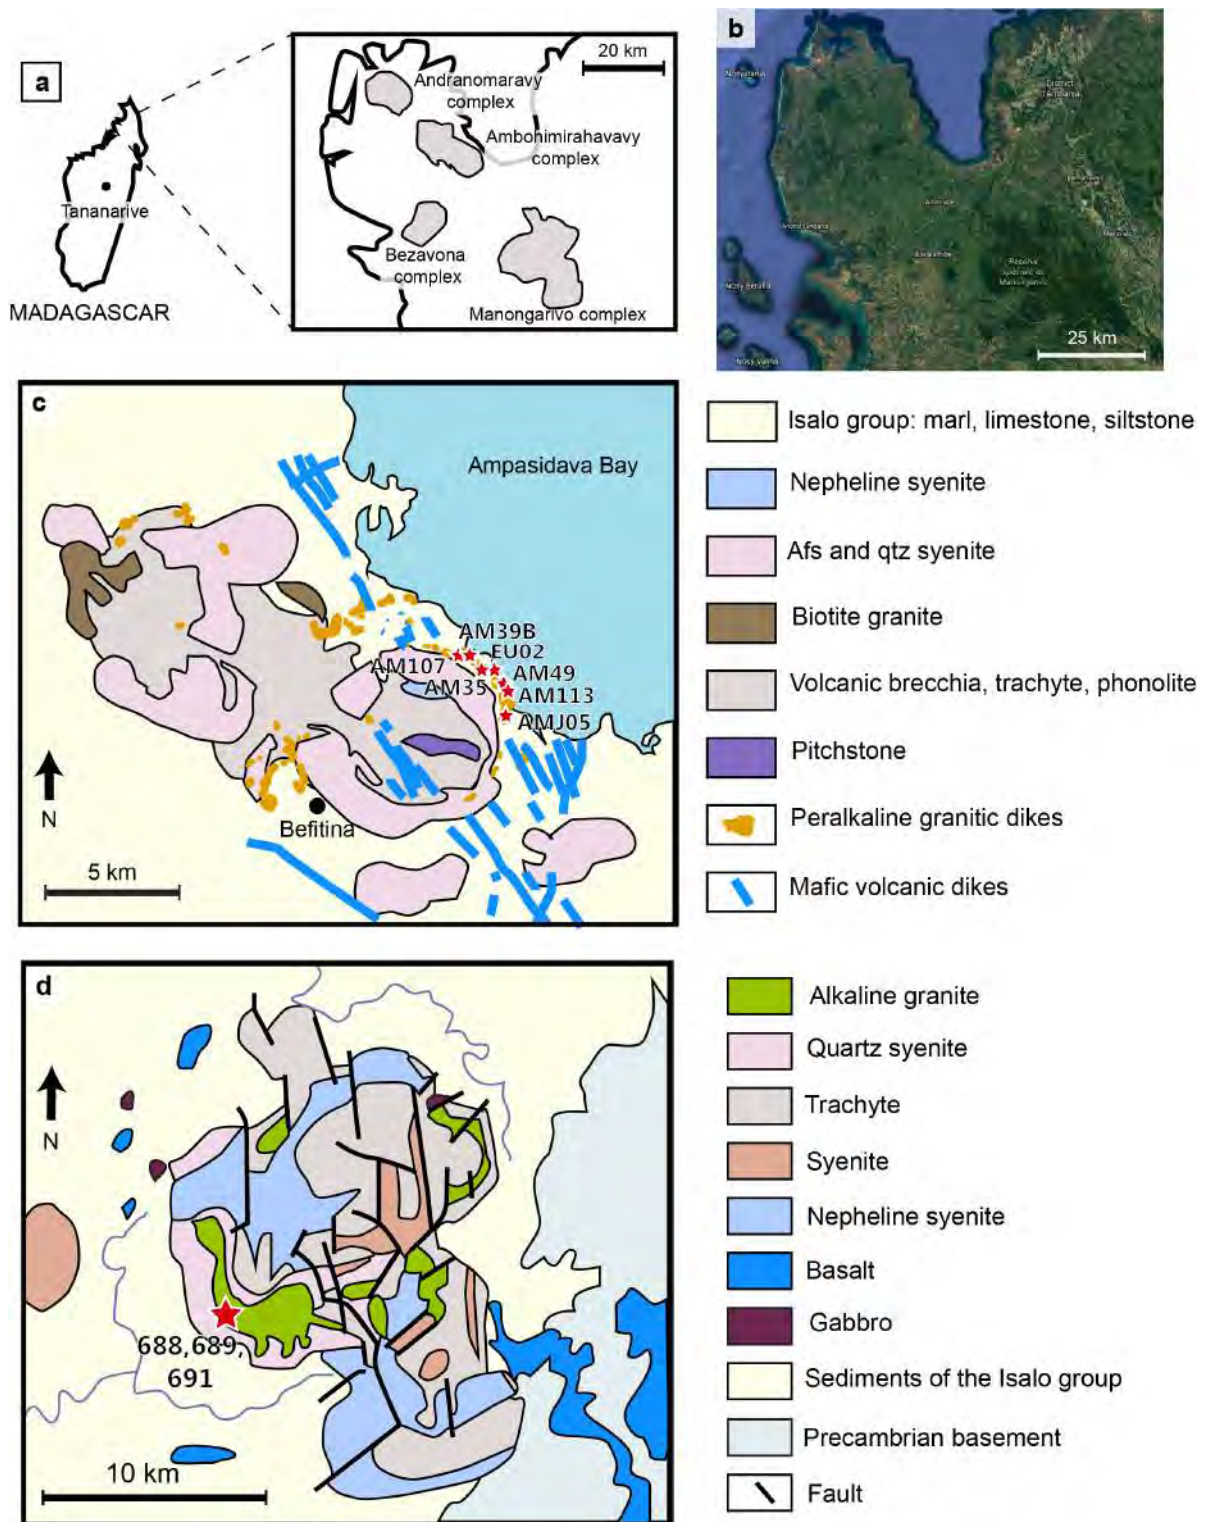 a
Tananarive
MADAGASCAR
20 km
Andranomaravy
complex
Ambohimirahavavy
complex
Bezavona
complex
Manongarivo complex
b
Nosy Berafia
25 km
c
Ampasidava Bay
AM39B
EU02
AM107
AM49
AM35
AM113
AMJ05
N
Befitina
5 km
Isalo group: marl, limestone, siltstone
Nepheline syenite
Afs and qtz syenite
Biotite granite
Volcanic breccia, trachyte, phonolite
Pitchstone
Peralkaline granitic dikes
Mafic volcanic dikes
d
N
688,689,
691
10 km
Alkaline granite
Quartz syenite
Trachyte
Syenite
Nepheline syenite
Basalt
Gabbro
Sediments of the Isalo group
Precambrian basement
Fault